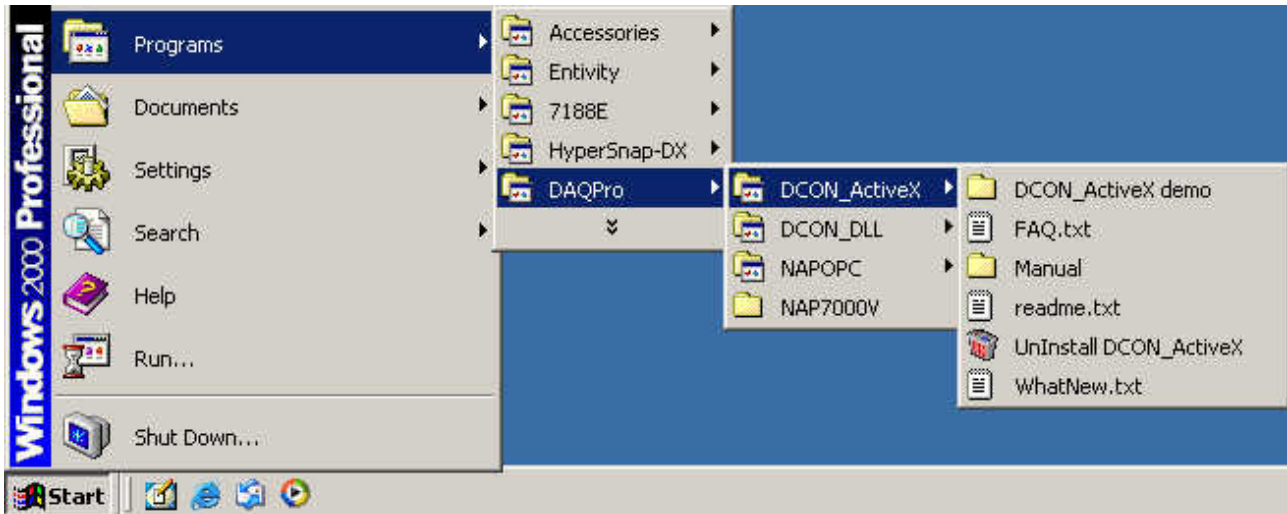 Windows 2000 Professional
Programs
Documents
Settings
Search
Help
Run...
Shut Down...
Accessories
Entivity
7188E
HyperSnap-DX
DAQPro
DCON_ActiveX
DCON_DLL
NAPOPC
NAP7000V
DCON_ActiveX demo
FAQ.txt
Manual
readme.txt
UnInstall DCON_ActiveX
WhatNew.txt
Start